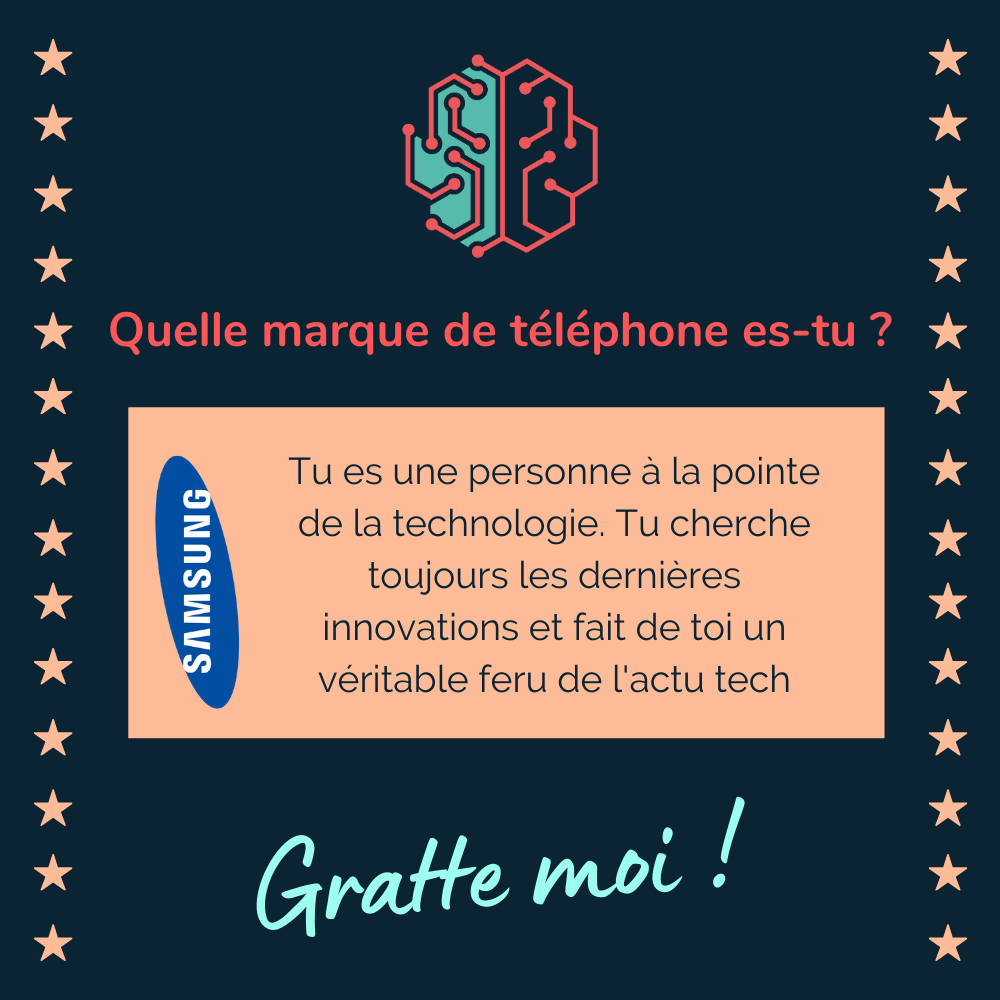 Quelle marque de téléphone es-tu ?
SAMSUNG
Tu es une personne à la pointe
de la technologie. Tu cherche
toujours les dernières
innovations et fait de toi un
véritable feru de l'actu tech
Gratte moi !